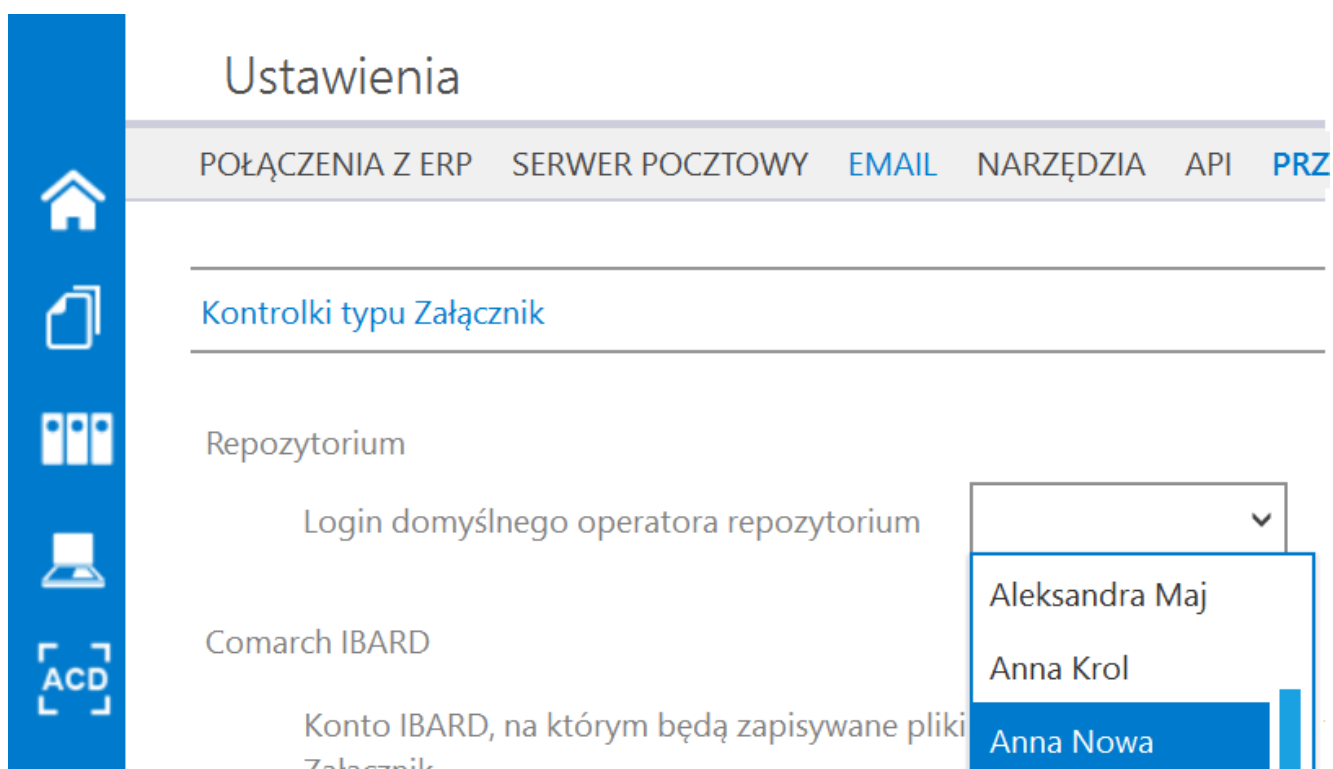 Ustawienia
POŁĄCZENIA Z ERP SERWER POCZTOWY EMAIL NARZĘDZIA API PRZ
Kontrolki typu Załącznik
Repozytorium
Login domyślnego operatora repozytorium
Aleksandra Maj
Comarch IBARD
Anna Krol
ACD
Konto IBARD, na którym będą zapisywane pliki
Anna Nowa
Załącznik